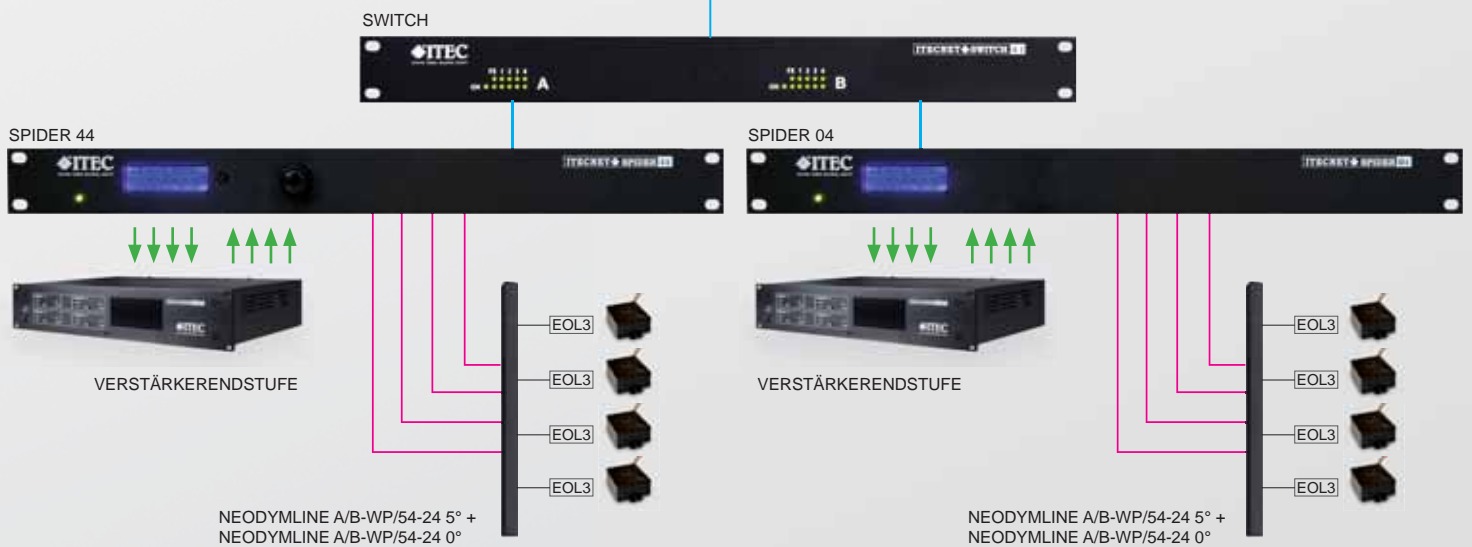 SWITCH
ITEC
ITECNET SWITCH
A
B
SPIDER 44
SPIDER 04
ITEC
ITECNET SPIDER 44
ITEC
ITECNET SPIDER 04
ITEC
ITEC
EOL3
EOL3
EOL3
EOL3
EOL3
EOL3
EOL3
EOL3
VERSTÄRKERENDSTUFE
VERSTÄRKERENDSTUFE
NEODYMLINE A/B-WP/54-24 5° +
NEODYMLINE A/B-WP/54-24 0°
NEODYMLINE A/B-WP/54-24 5° +
NEODYMLINE A/B-WP/54-24 0°